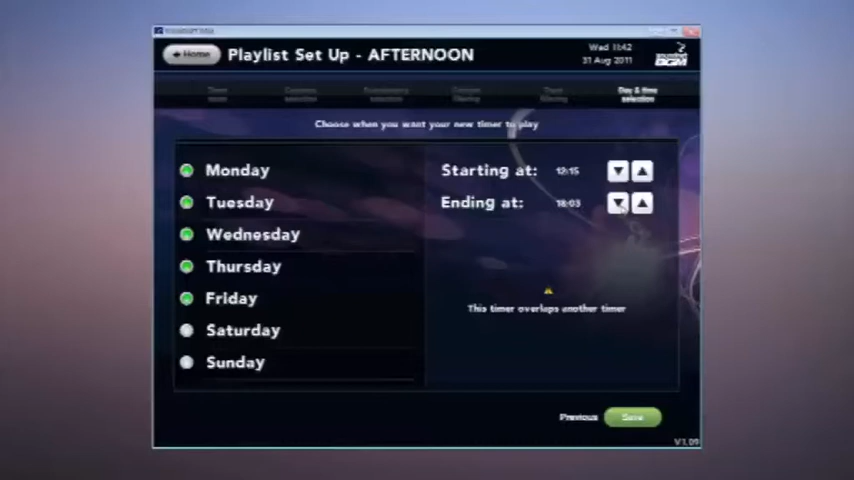 Home
Playlist Set Up - AFTERNOON
Wed 11:42
31 Aug 2011
soundnet
BGM
Day & time
selection
Choose when you want your new timer to play
Monday
Starting at: 12:15
Tuesday
Ending at: 18:03
Wednesday
Thursday
Friday
This timer overlaps another timer
Saturday
Sunday
Previous
Save
V1.09